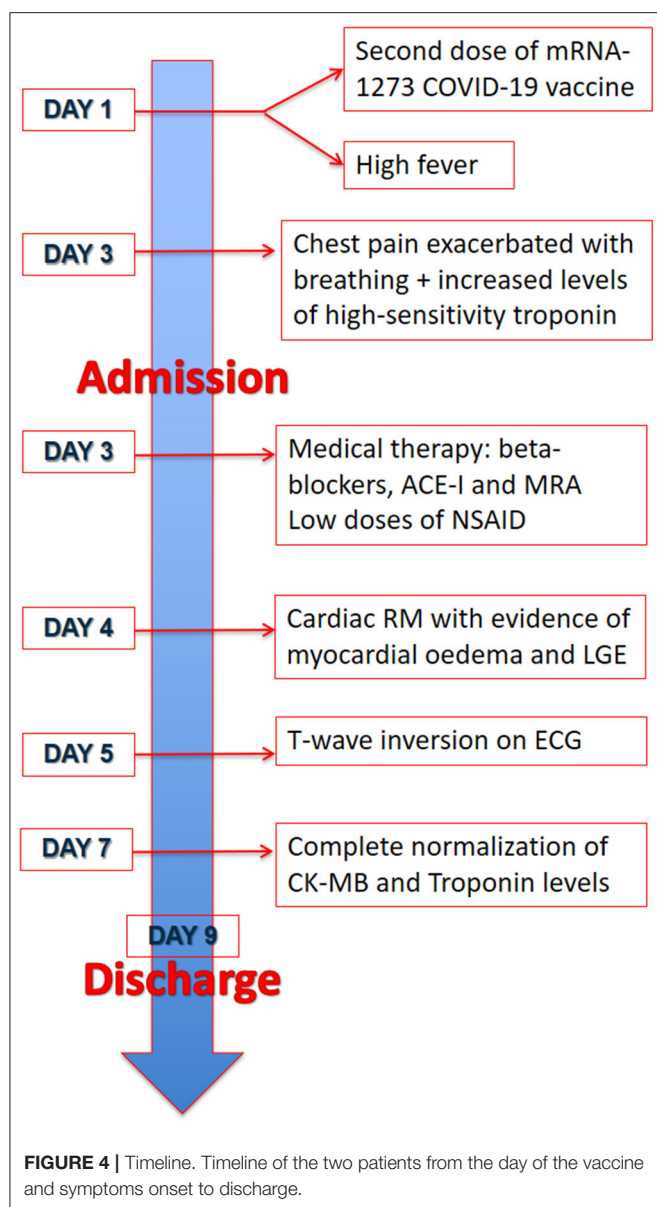 DAY 1
Second dose of mRNA-
1273 COVID-19 vaccine
High fever
DAY 3
Chest pain exacerbated with
breathing + increased levels
of high-sensitivity troponin
Admission
DAY 3
Medical therapy: beta-
blockers, ACE-I and MRA
Low doses of NSAID
DAY 4
Cardiac RM with evidence of
myocardial oedema and LGE
DAY 5
T-wave inversion on ECG
DAY 7
Complete normalization of
CK-MB and Troponin levels
DAY 9
Discharge
FIGURE 4 | Timeline. Timeline of the two patients from the day of the vaccine
and symptoms onset to discharge.